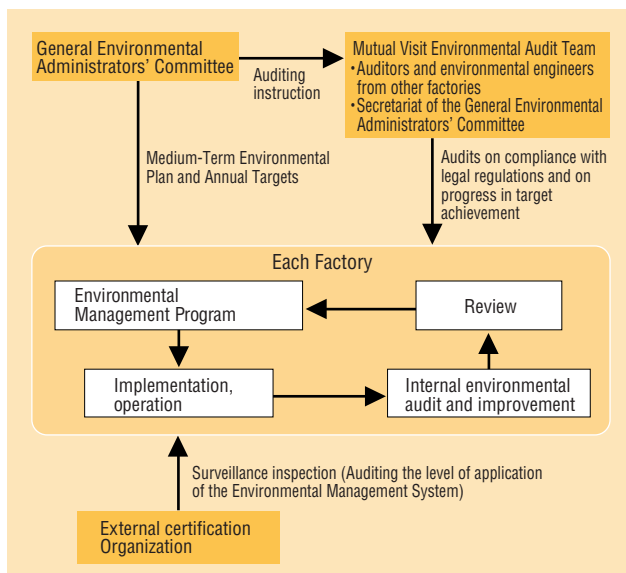 General Environmental
Administrators' Committee
Auditing
instruction
Mutual Visit Environmental Audit Team
•Auditors and environmental engineers
from other factories
•Secretariat of the General Environmental
Administrators' Committee
Medium-Term Environmental
Plan and Annual Targets
Audits on compliance with
legal regulations and on
progress in target
achievement
Each Factory
Environmental
Management Program
Review
Implementation,
operation
Internal environmental
audit and improvement
Surveillance inspection (Auditing the level of application
of the Environmental Management System)
External certification
Organization